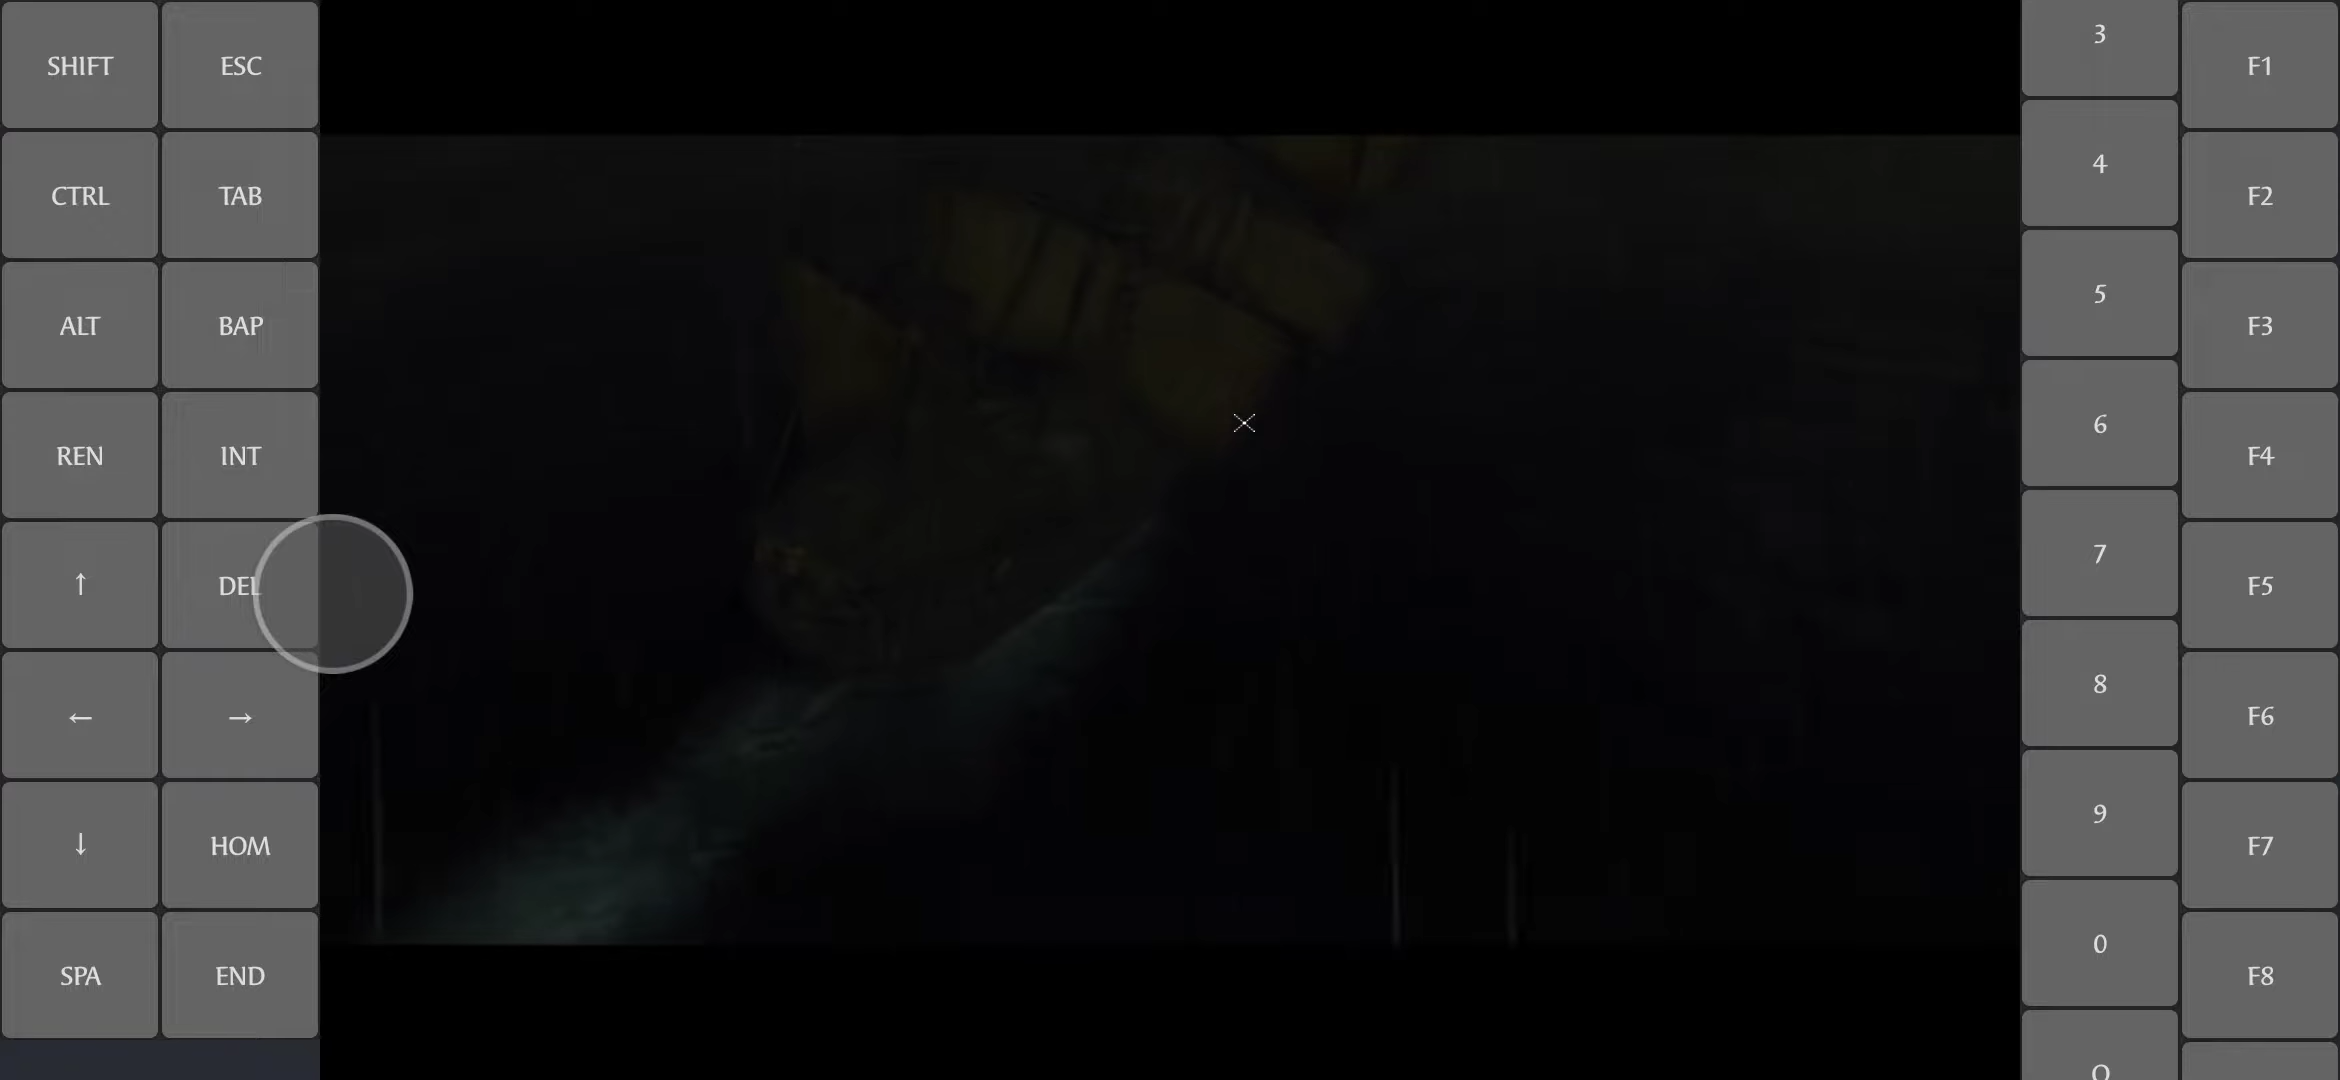 SHIFT ESC
CTRL TAB
ALT BAP
REN INT
↑ DEL
← →
↓ HOM
SPA END
3 F1
4 F2
5 F3
6 F4
7 F5
8 F6
9 F7
0 F8